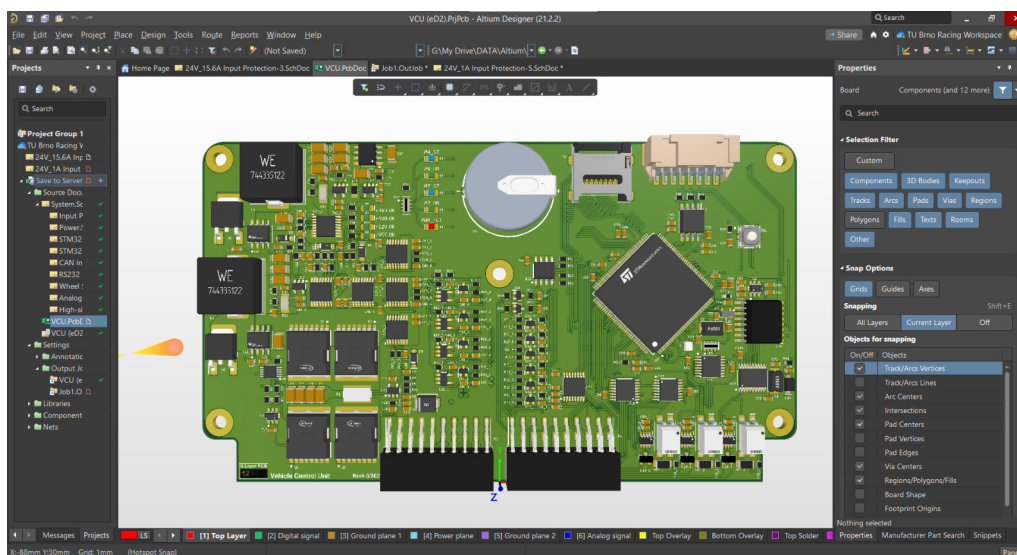 VCU (eD2).PrjPcb - Altium Designer (21.2.2)
Search
File Edit View Project Place Design Tools Route Reports Window Help
Share
TU Brno Racing Workspace
(Not Saved)
G:\My Drive\DATA\Altium\
Projects
Home Page
24V_15.6A Input Protection-3.SchDoc *
VCU.PcbDoc
Job1.OutJob *
24V_1A Input Protection-5.SchDoc *
Properties
Board
Components (and 12 more)
Search
Search
Project Group 1
TU Brno Racing V
24V_15.6A Inp
24V_1A Input
Save to Server
Source Docu
System.Sc
Input P
Power.S
STM32
STM32
CAN In
RS232
Wheel
Analog
High-si
VCU.PcbD
VCU (eD2
Settings
Annotatic
Output Jc
VCU (e
Job1.O
Libraries
Component
Nets
WE
744335122
WE
744335122
Vehicle Control Unit
Z
Selection Filter
Custom
Components
3D Bodies
Keepouts
Tracks
Arcs
Pads
Vias
Regions
Polygons
Fills
Texts
Rooms
Other
Snap Options
Grids
Guides
Axes
Snapping
Shift+E
All Layers
Current Layer
Off
Objects for snapping
On/Off Objects
Track/Arcs Vertices
Track/Arcs Lines
Arc Centers
Intersections
Pad Centers
Pad Vertices
Pad Edges
Via Centers
Regions/Polygons/Fills
Board Shape
Footprint Origins
Nothing selected
Messages
Projects
LS
[1] Top Layer
[2] Digital signal
[3] Ground plane 1
[4] Power plane
[5] Ground plane 2
[6] Analog signal
Top Overlay
Bottom Overlay
Top Solder
Properties
Manufacturer Part Search
Snippets
X:-88mm Y:30mm Grid: 1mm (Hotspot Snap)